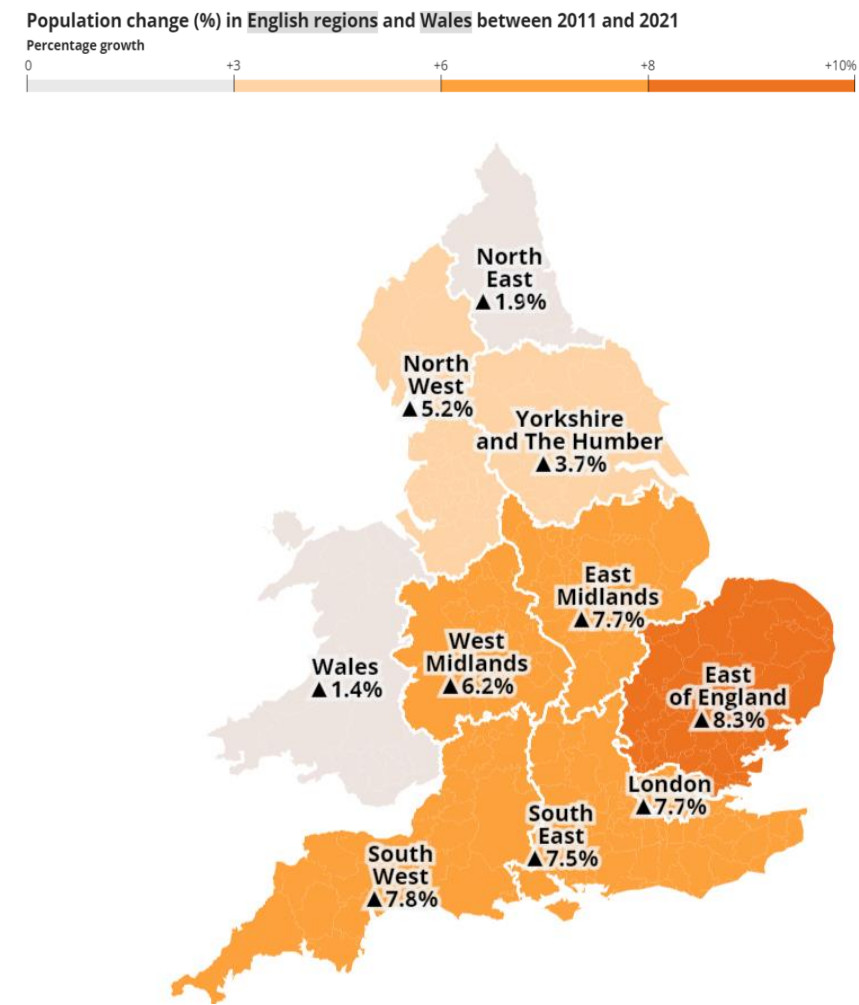 Population change (%) in English regions and Wales between 2011 and 2021
Percentage growth
0 +3 +6 +8 +10%
North
East
▲1.9%
North
West
▲5.2%
Yorkshire
and The Humber
▲3.7%
East
Midlands
▲7.7%
West
Midlands
▲6.2%
Wales
▲1.4%
East
of England
▲8.3%
London
▲7.7%
South
East
▲7.5%
South
West
▲7.8%